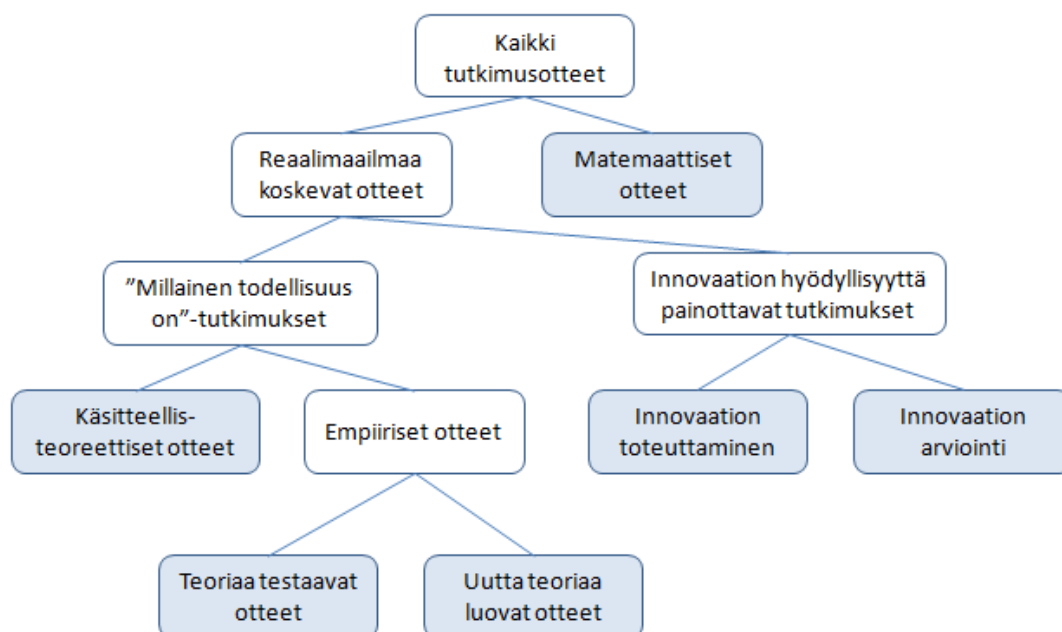 Kaikki
tutkimusotteet
Reaalimaailmaa
koskevat otteet
Matemaattiset
otteet
”Millainen todellisuus
on”-tutkimukset
Innovaation hyödyllisyyttä
painottavat tutkimukset
Käsitteellis-
teoreettiset otteet
Empiiriset otteet
Innovaation
toteuttaminen
Innovaation
arviointi
Teoriaa testaavat
otteet
Uutta teoriaa
luovat otteet